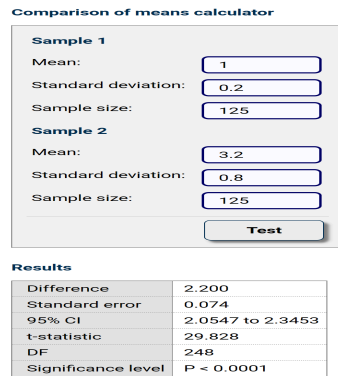 Comparison of means calculator
Sample 1
Mean: 1
Standard deviation: 0.2
Sample size: 125
Sample 2
Mean: 3.2
Standard deviation: 0.8
Sample size: 125
Test
Results
Difference 2.200
Standard error 0.074
95% CI 2.0547 to 2.3453
t-statistic 29.828
DF 248
Significance level P < 0.0001